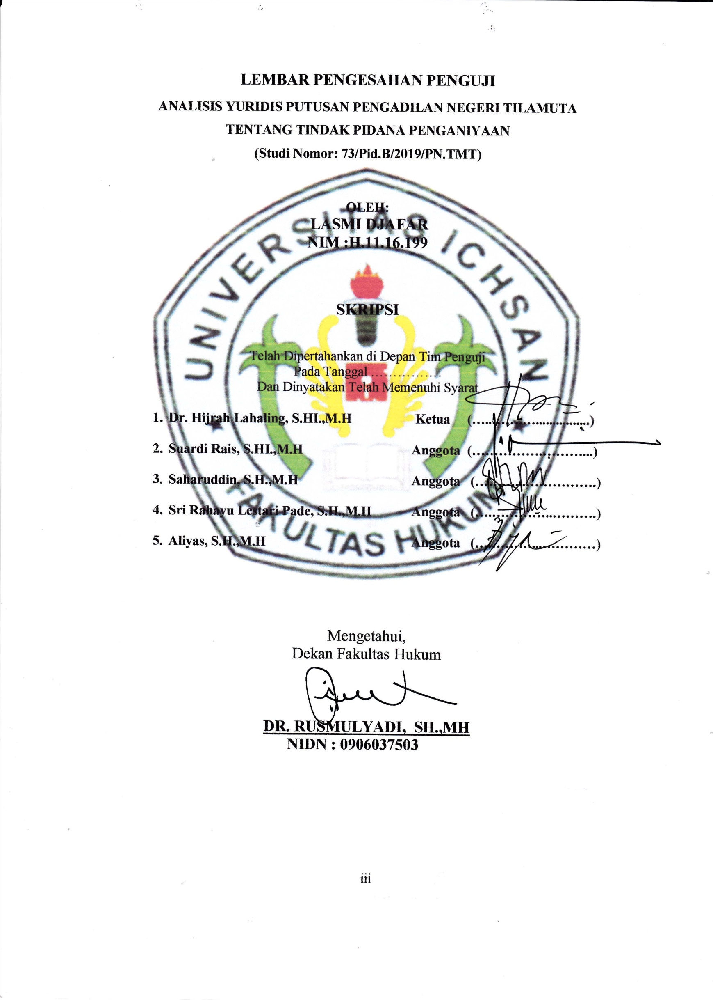 LEMBAR PENGESAHAN PENGUJI
ANALISIS YURIDIS PUTUSAN PENGADILAN NEGERI TILAMUTA
TENTANG TINDAK PIDANA PENGANIYAAN
(Studi Nomor: 73/Pid.B/2019/PN.TMT)
OLEH:
LASMI DJAFAR
NIM :H.11.16.199
UNIVERSITAS ICHSAN
SKRIPSI
Telah Dipertahankan di Depan Tim Penguji
Pada Tanggal ................
Dan Dinyatakan Telah Memenuhi Syarat
1. Dr. Hijrah Lahaling, S.HI.,M.H Ketua (..................................)
2. Suardi Rais, S.HI.,M.H Anggota (..................................)
3. Saharuddin, S.H.,M.H Anggota (..................................)
4. Sri Rahayu Lestari Pade, S.H.,M.H Anggota (..................................)
5. Aliyas, S.H.,M.H Anggota (..................................)
FAKULTAS HUKUM
Mengetahui,
Dekan Fakultas Hukum
DR. RUSMULYADI, SH.,MH
NIDN : 0906037503
iii